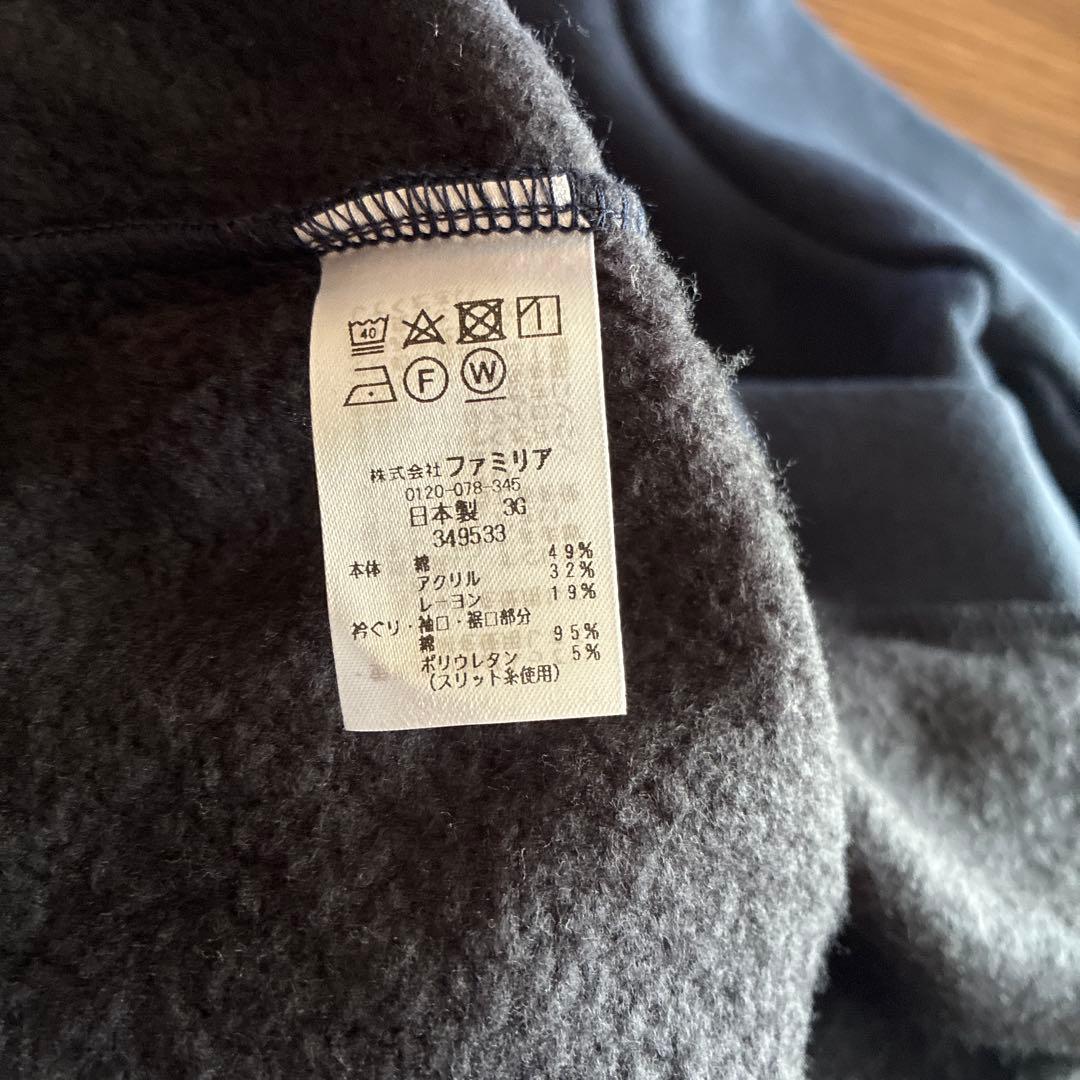 40
F W
株式会社 ファミリア
0120-078-345
日本製 3G
349533
本体 綿 49%
アクリル 32%
レーヨン 19%
衿ぐり・袖口・裾口部分
綿 95%
ポリウレタン 5%
(スリット糸使用)